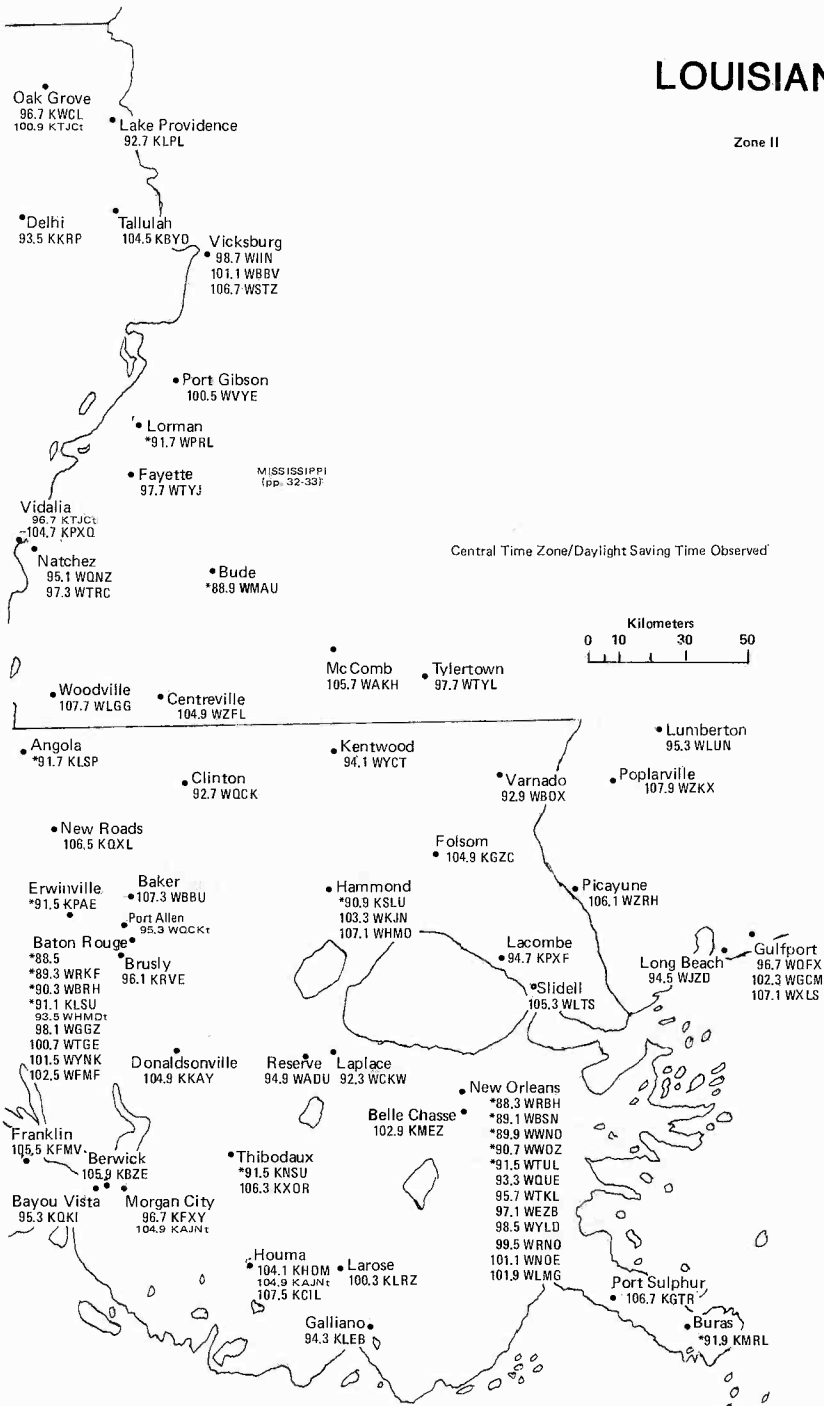 LOUISIAN
Zone II
Oak Grove
96.7 KWCL
100.9 KTJCt
Lake Providence
92.7 KLPL
Delhi
93.5 KKRP
Tallulah
104.5 KBYO
Vicksburg
98.7 WIIN
101.1 WBBV
106.7 WSTZ
Port Gibson
100.5 WVYE
Lorman
*91.7 WPRL
Fayette
97.7 WTYJ
MISSISSIPPI
(pp. 32-33)
Vidalia
96.7 KTJCt
104.7 KPXQ
Natchez
95.1 WQNZ
97.3 WTRC
Bude
*88.9 WMAU
Central Time Zone/Daylight Saving Time Observed
Kilometers
0 10 30 50
McComb
105.7 WAKH
Tylertown
97.7 WTYL
Woodville
107.7 WLGG
Centreville
104.9 WZFL
Lumberton
95.3 WLUN
Angola
*91.7 KLSP
Kentwood
94.1 WYCT
Clinton
92.7 WQCK
Varnado
92.9 WBOX
Poplarville
107.9 WZKX
New Roads
106.5 KQXL
Folsom
104.9 KGZC
Erwinville
*91.5 KPAE
Baker
107.3 WBBU
Port Allen
95.3 WQCKt
Hammond
*90.9 KSLU
103.3 WKJN
107.1 WHMD
Picayune
106.1 WZRH
Baton Rouge
*88.5
*89.3 WRKF
*90.3 WBRH
*91.1 KLSU
93.5 WHMDt
98.1 WGGZ
100.7 WTGE
101.5 WYNK
102.5 WFMF
Brusly
96.1 KRVE
Lacombe
94.7 KPXF
Slidell
105.3 WLTS
Long Beach
94.5 WJZD
Gulfport
96.7 WQFX
102.3 WGCM
107.1 WXLS
Donaldsonville
104.9 KKAY
Reserve
94.9 WADU
Laplace
92.3 WCKW
New Orleans
*88.3 WRBH
*89.1 WBSN
*89.9 WWNO
*90.7 WWOZ
*91.5 WTUL
93.3 WQUE
95.7 WTKL
97.1 WEZB
98.5 WYLD
99.5 WRNO
101.1 WNOE
101.9 WLMG
Belle Chasse
102.9 KMEZ
Franklin
105.5 KFMV
Berwick
105.9 KBZE
Thibodaux
*91.5 KNSU
106.3 KXOR
Bayou Vista
95.3 KQKI
Morgan City
96.7 KFXY
104.9 KAJNt
Houma
104.1 KHOM
104.9 KAJNt
107.5 KCIL
Larose
100.3 KLRZ
Port Sulphur
106.7 KGTR
Galliano
94.3 KLEB
Buras
*91.9 KMRL